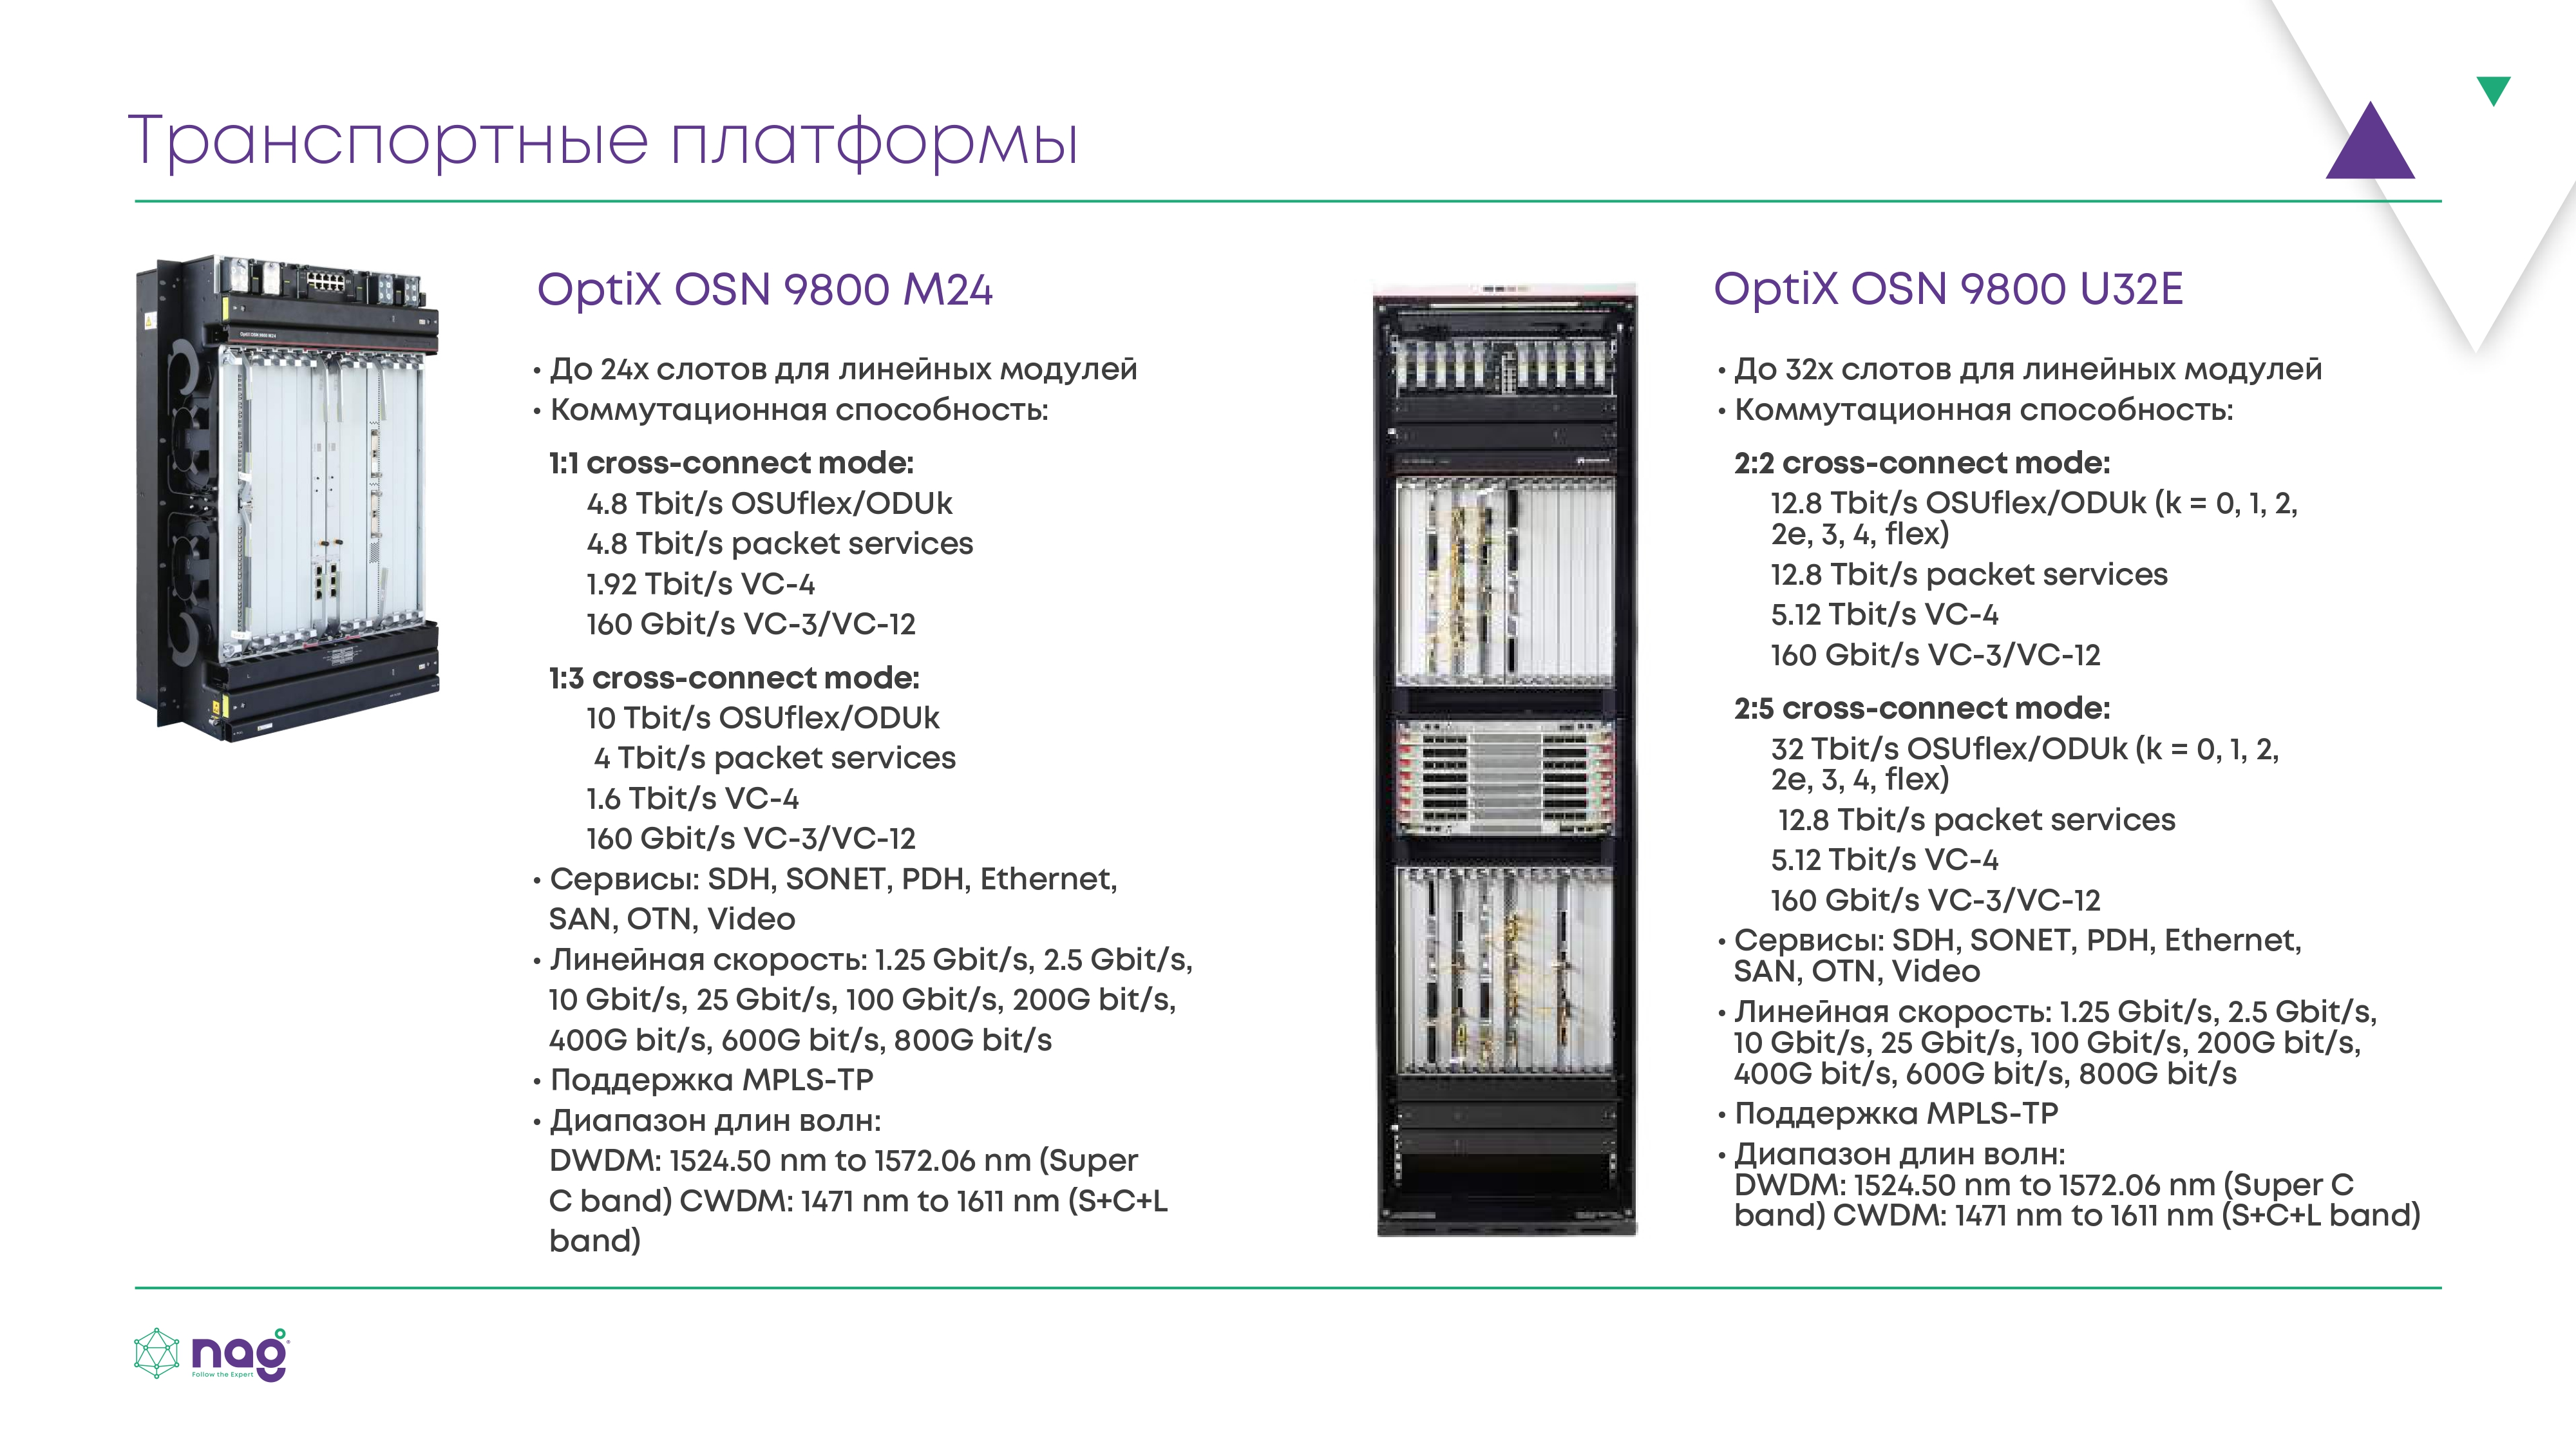 Транспортные платформы
OptiX OSN 9800 M24
• До 24х слотов для линейных модулей
• Коммутационная способность:
1:1 cross-connect mode:
4.8 Tbit/s OSUflex/ODUk
4.8 Tbit/s packet services
1.92 Tbit/s VC-4
160 Gbit/s VC-3/VC-12
1:3 cross-connect mode:
10 Tbit/s OSUflex/ODUk
4 Tbit/s packet services
1.6 Tbit/s VC-4
160 Gbit/s VC-3/VC-12
• Сервисы: SDH, SONET, PDH, Ethernet,
SAN, OTN, Video
• Линейная скорость: 1.25 Gbit/s, 2.5 Gbit/s,
10 Gbit/s, 25 Gbit/s, 100 Gbit/s, 200G bit/s,
400G bit/s, 600G bit/s, 800G bit/s
• Поддержка MPLS-TP
• Диапазон длин волн:
DWDM: 1524.50 nm to 1572.06 nm (Super
C band) CWDM: 1471 nm to 1611 nm (S+C+L
band)
OptiX OSN 9800 U32E
• До 32х слотов для линейных модулей
• Коммутационная способность:
2:2 cross-connect mode:
12.8 Tbit/s OSUflex/ODUk (k = 0, 1, 2,
2e, 3, 4, flex)
12.8 Tbit/s packet services
5.12 Tbit/s VC-4
160 Gbit/s VC-3/VC-12
2:5 cross-connect mode:
32 Tbit/s OSUflex/ODUk (k = 0, 1, 2,
2e, 3, 4, flex)
12.8 Tbit/s packet services
5.12 Tbit/s VC-4
160 Gbit/s VC-3/VC-12
• Сервисы: SDH, SONET, PDH, Ethernet,
SAN, OTN, Video
• Линейная скорость: 1.25 Gbit/s, 2.5 Gbit/s,
10 Gbit/s, 25 Gbit/s, 100 Gbit/s, 200G bit/s,
400G bit/s, 600G bit/s, 800G bit/s
• Поддержка MPLS-TP
• Диапазон длин волн:
DWDM: 1524.50 nm to 1572.06 nm (Super C
band) CWDM: 1471 nm to 1611 nm (S+C+L band)
nag
Follow the Expert